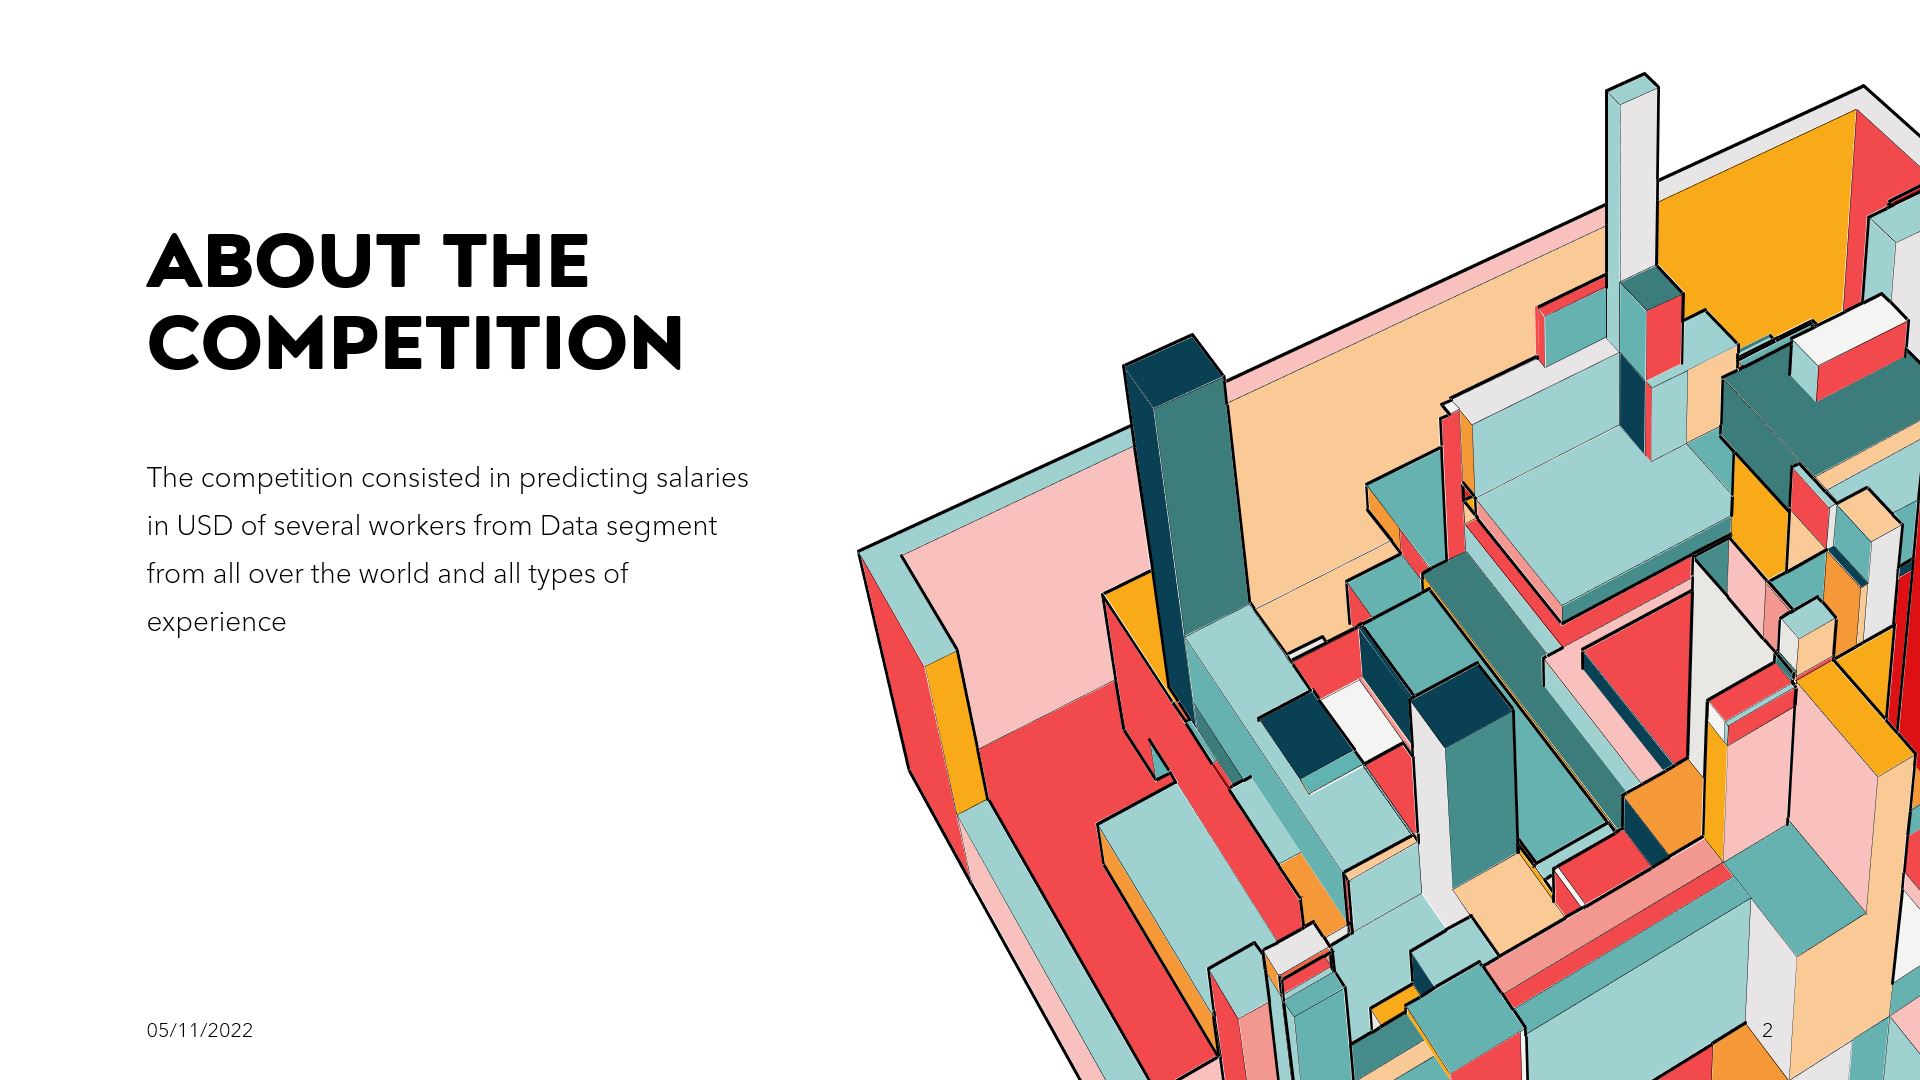 ABOUT THE
COMPETITION
The competition consisted in predicting salaries
in USD of several workers from Data segment
from all over the world and all types of
experience
05/11/2022
2